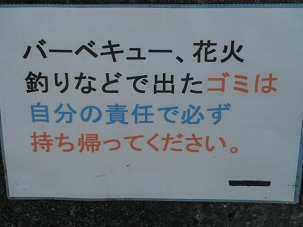 バーベキュー、花火
釣りなどで出たゴミは
自分の責任で必ず
持ち帰ってください。